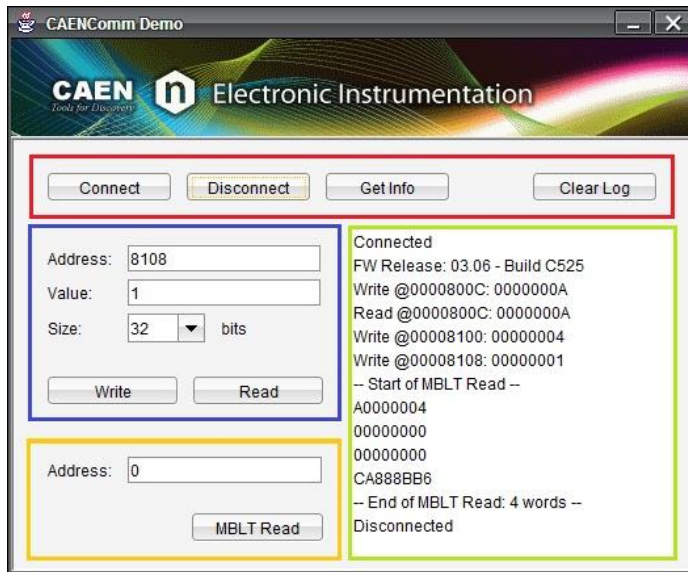 CAENComm Demo
CAEN n Electronic Instrumentation
Tools for Discovery
Connect Disconnect Get Info Clear Log
Address: 8108
Value: 1
Size: 32 bits
Write Read
Address: 0
MBLT Read
Connected
FW Release: 03.06 - Build C525
Write @0000800C: 0000000A
Read @0000800C: 0000000A
Write @00008100: 00000004
Write @00008108: 00000001
-- Start of MBLT Read --
A0000004
00000000
00000000
CA888BB6
-- End of MBLT Read: 4 words --
Disconnected